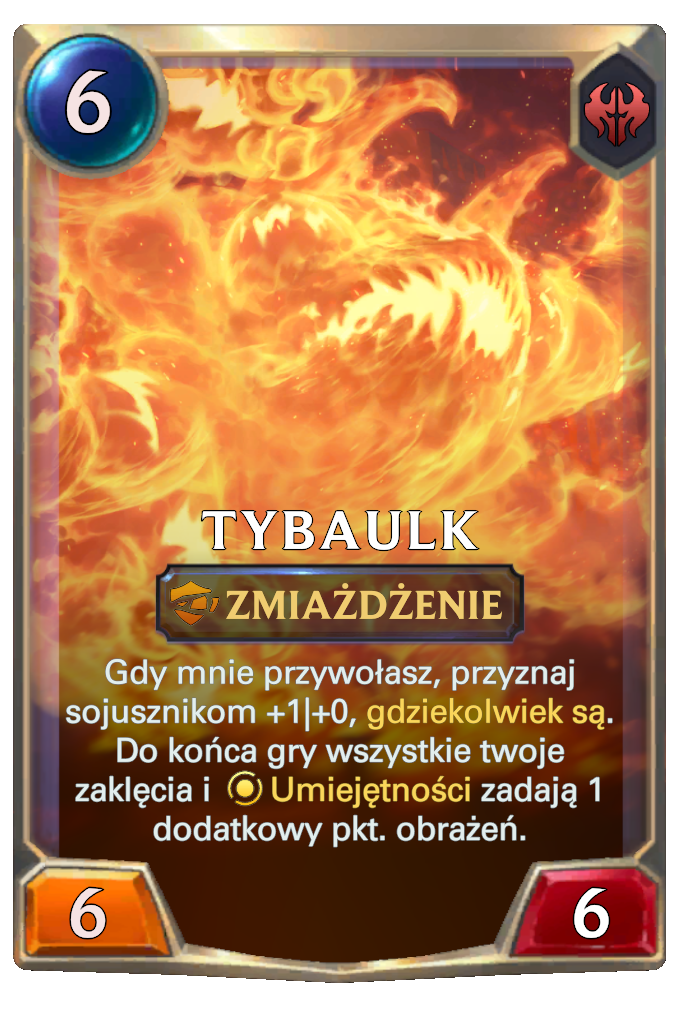 6
TYBAULK
ZMIAŻDŻENIE
Gdy mnie przywołasz, przyznaj
sojusznikom +1|+0, gdziekolwiek są.
Do końca gry wszystkie twoje
zaklęcia i Umiejętności zadają 1
dodatkowy pkt. obrażeń.
6 6